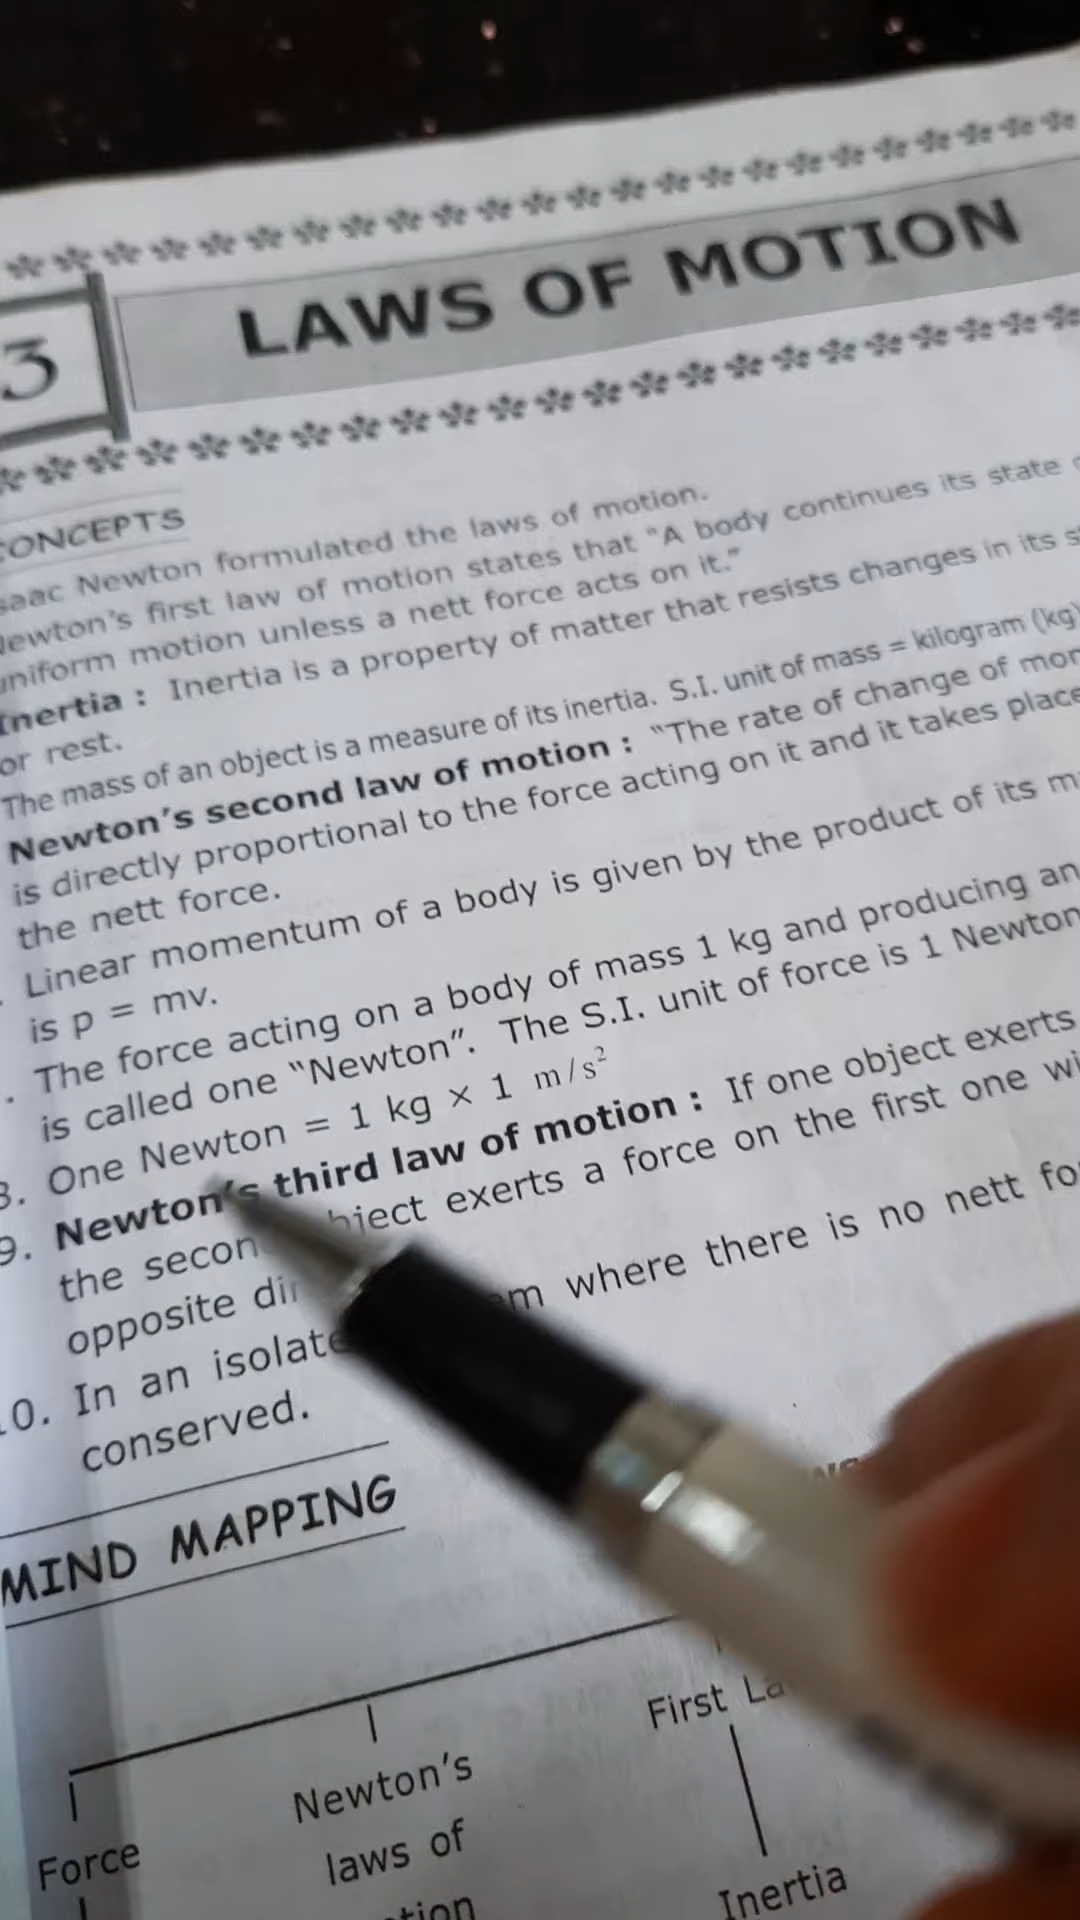 3
LAWS OF MOTION
CONCEPTS
saac Newton formulated the laws of motion.
Newton's first law of motion states that "A body continues its state
uniform motion unless a nett force acts on it."
Inertia : Inertia is a property of matter that resists changes in its s
or rest.
The mass of an object is a measure of its inertia. S.I. unit of mass = kilogram (kg)
Newton's second law of motion : "The rate of change of mo
is directly proportional to the force acting on it and it takes place
the nett force.
. Linear momentum of a body is given by the product of its m
is p = mv.
. The force acting on a body of mass 1 kg and producing an
is called one "Newton". The S.I. unit of force is 1 Newton
8. One Newton = 1 kg × 1 m/s²
9. Newton's third law of motion : If one object exerts
the secon bject exerts a force on the first one wi
opposite dir
10. In an isolate em where there is no nett fo
conserved.
MIND MAPPING
First La
Newton's
laws of
tion
Force
Inertia